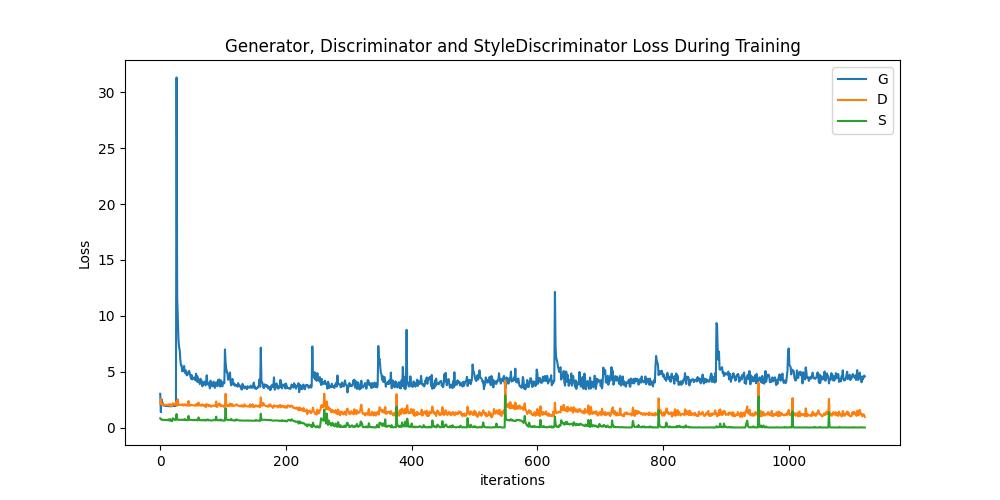 Generator, Discriminator and StyleDiscriminator Loss During Training
G
D
S
30
25
20
15
10
5
0
Loss
0 200 400 600 800 1000
iterations